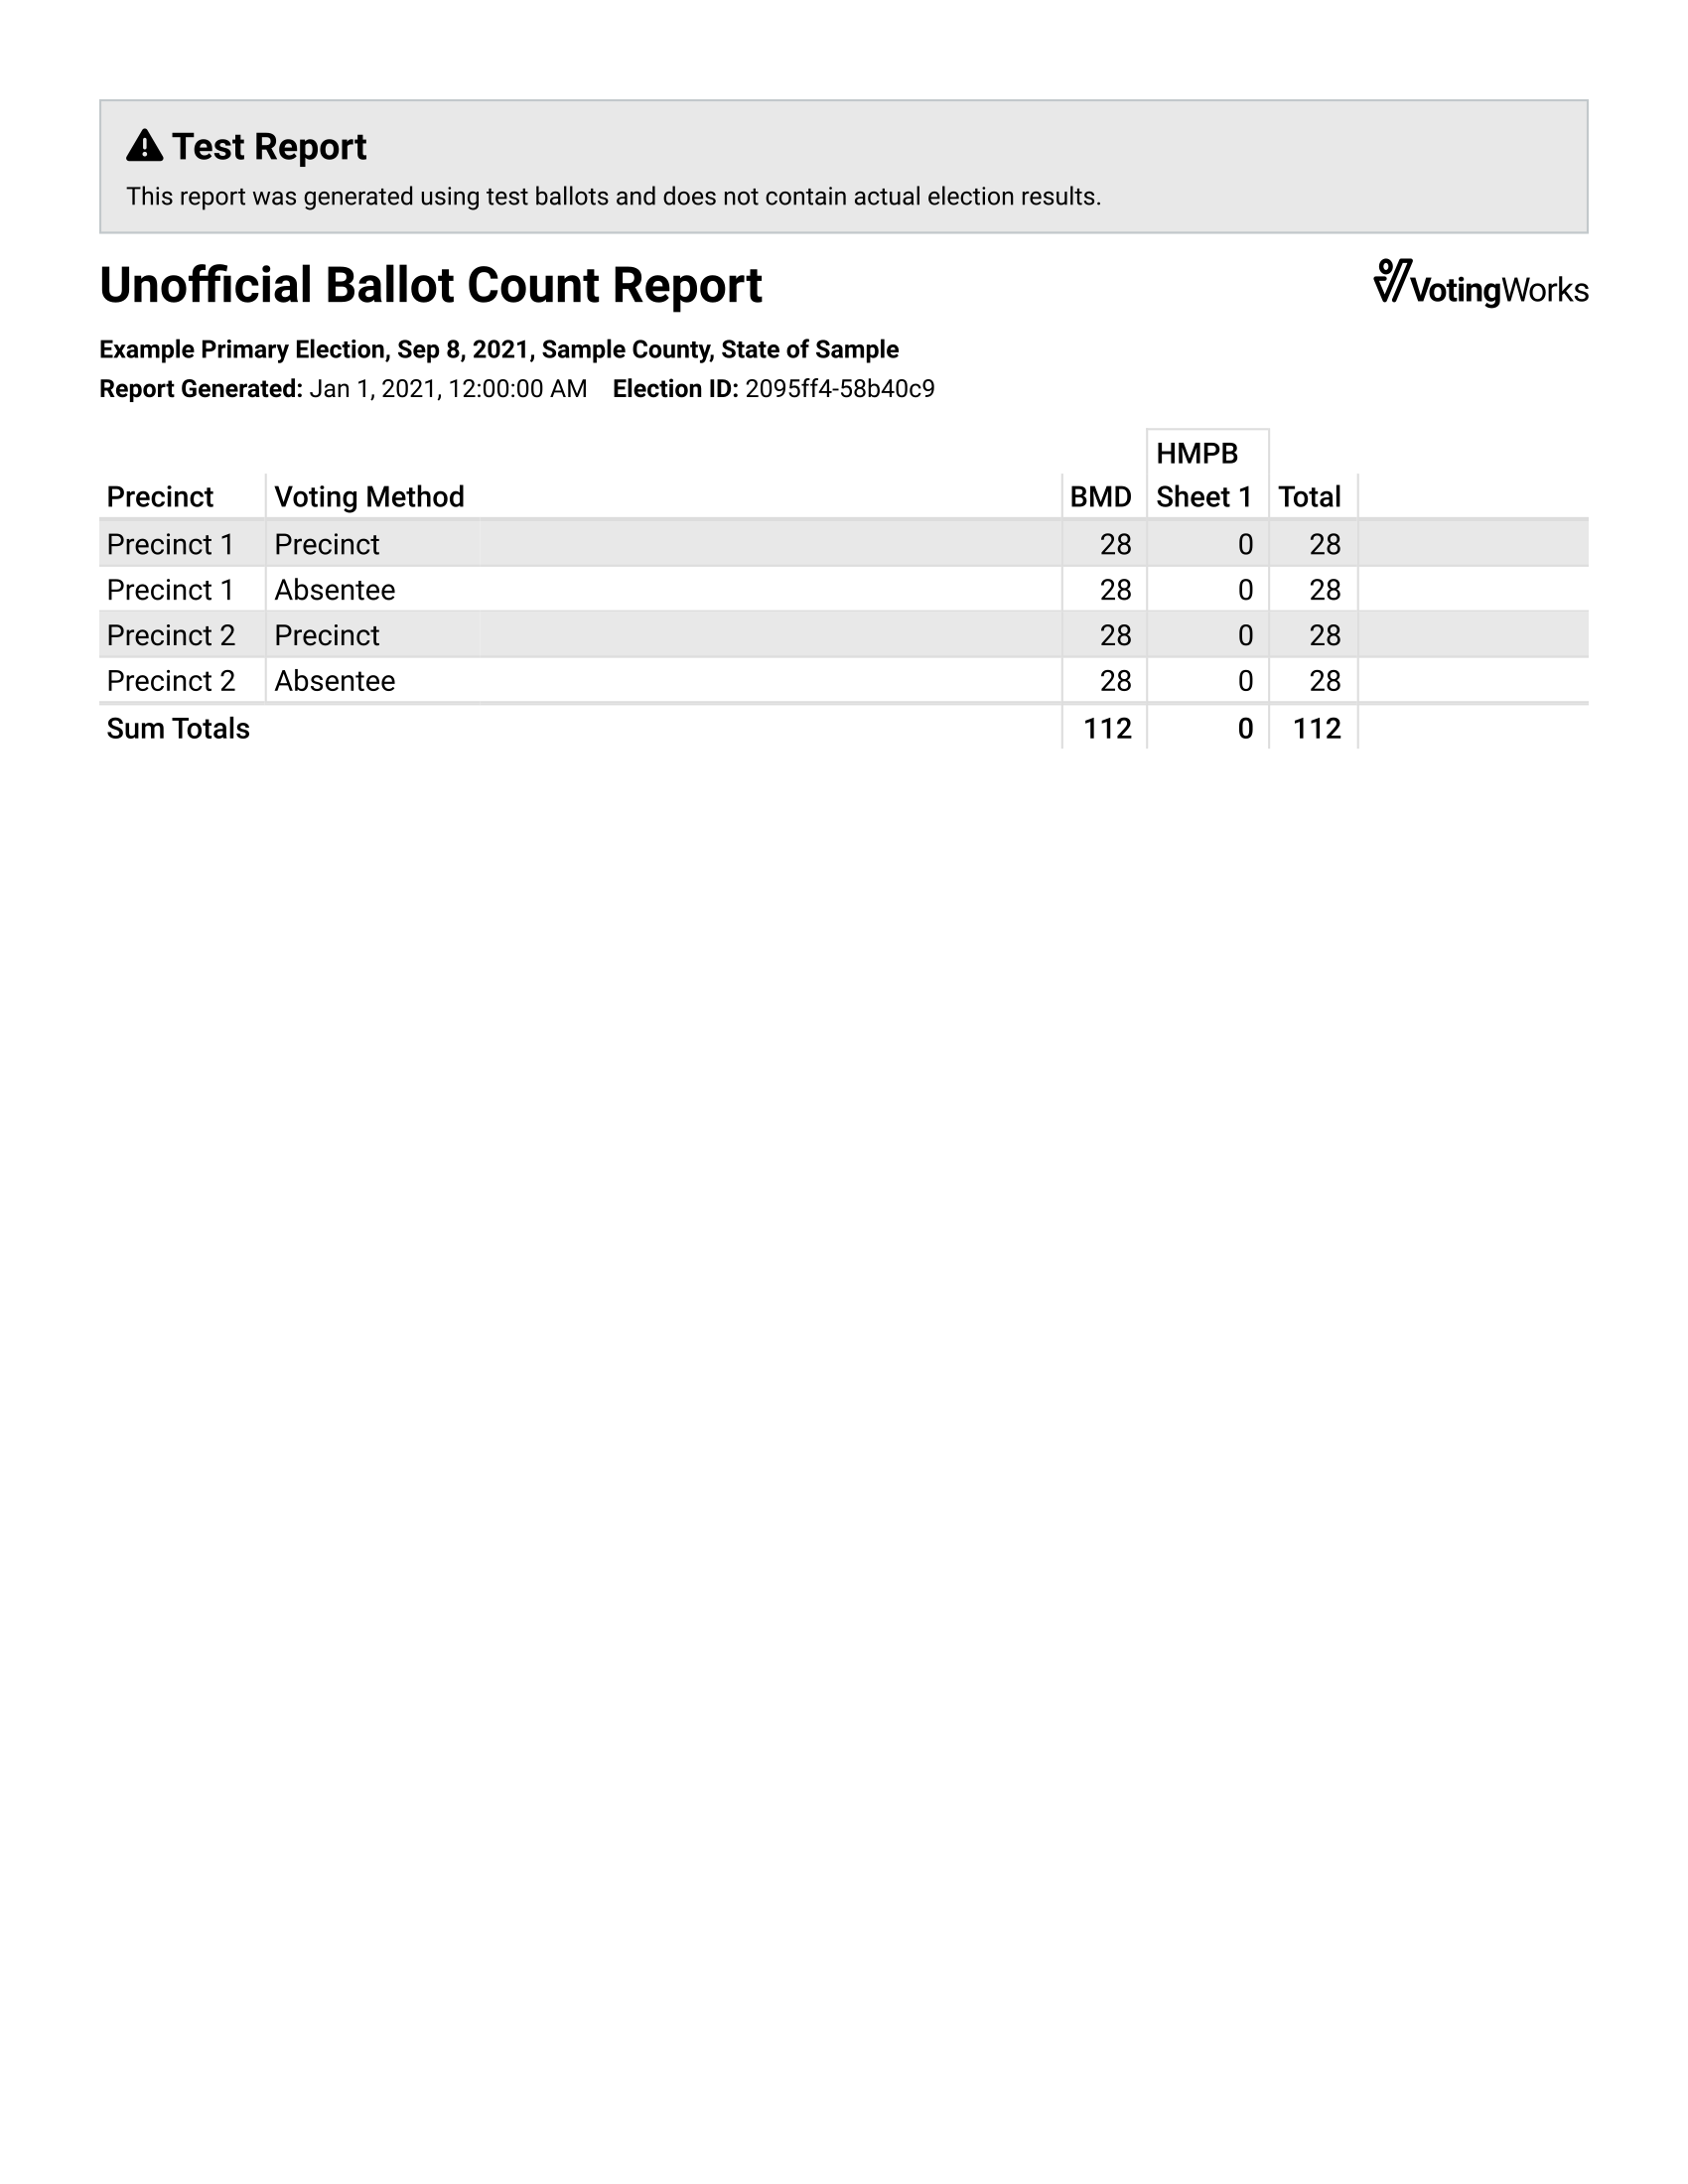 Test Report
This report was generated using test ballots and does not contain actual election results.
Unofficial Ballot Count Report
VotingWorks
Example Primary Election, Sep 8, 2021, Sample County, State of Sample
Report Generated: Jan 1, 2021, 12:00:00 AM Election ID: 2095ff4-58b40c9
HMPB
Precinct Voting Method BMD Sheet 1 Total
Precinct 1 Precinct 28 0 28
Precinct 1 Absentee 28 0 28
Precinct 2 Precinct 28 0 28
Precinct 2 Absentee 28 0 28
Sum Totals 112 0 112